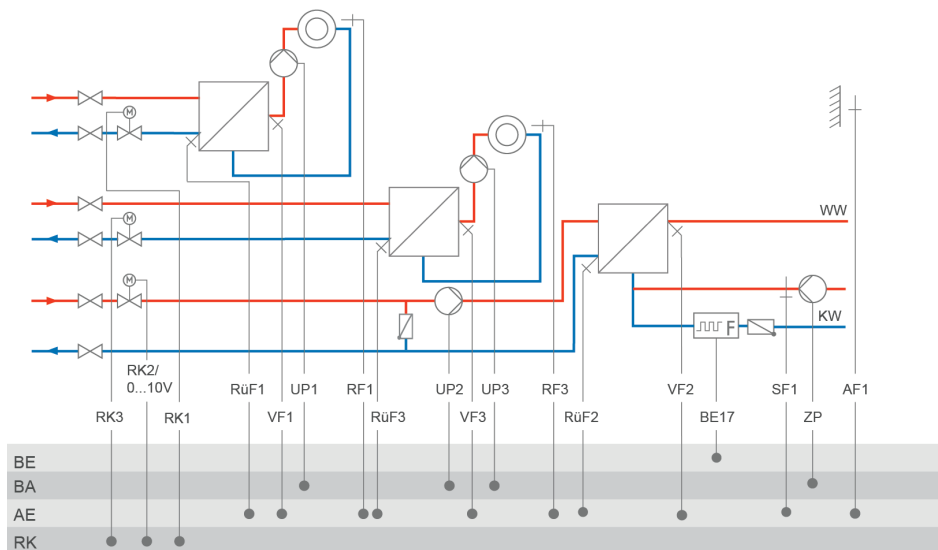 M
M
WW
M
KW
F
RK2/
0...10V
RüF1
UP1
RF1
UP2
UP3
RF3
VF2
SF1
AF1
RK3
RK1
VF1
RüF3
VF3
RüF2
BE17
ZP
BE
BA
AE
RK